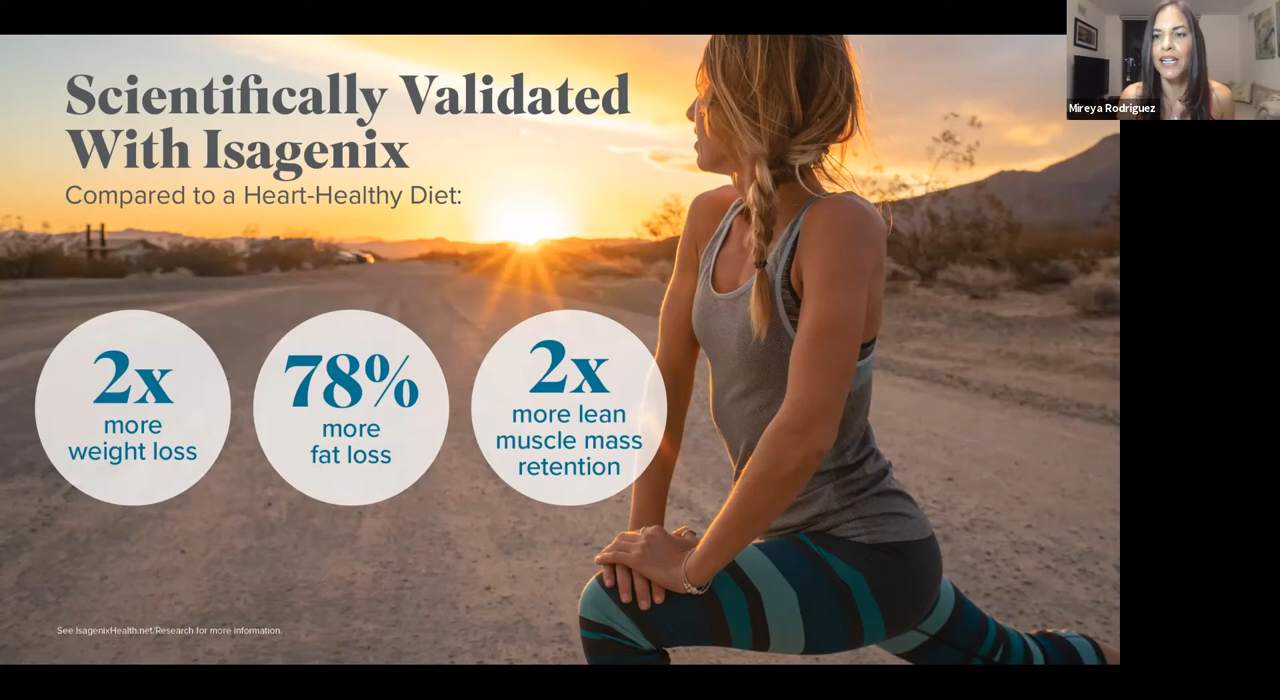 Scientifically Validated
With Isagenix
Compared to a Heart-Healthy Diet:
2x
more
weight loss
78%
more
fat loss
2x
more lean
muscle mass
retention
See IsagenixHealth.net/Research for more information.
Mireya Rodriguez